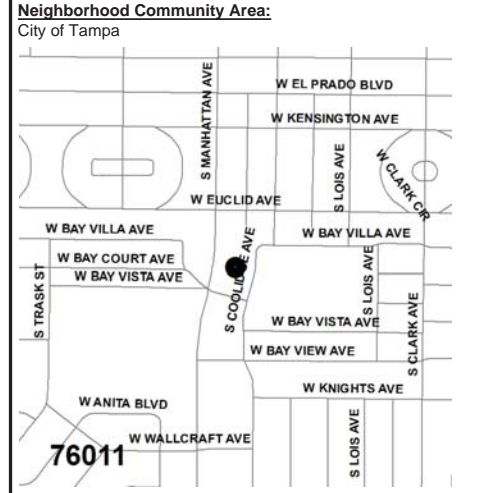 Neighborhood Community Area:
City of Tampa
W EL PRADO BLVD
S MANHATTAN AVE
W KENSINGTON AVE
S LOIS AVE
W CLARK CIR
W EUCLID AVE
W BAY VILLA AVE
W BAY VILLA AVE
W BAY COURT AVE
W BAY VISTA AVE
S TRASK ST
S COOLI E AVE
S LOIS AVE
W BAY VISTA AVE
S CLARK AVE
W BAY VIEW AVE
W KNIGHTS AVE
W ANITA BLVD
W WALLCRAFT AVE
S LOIS AVE
76011